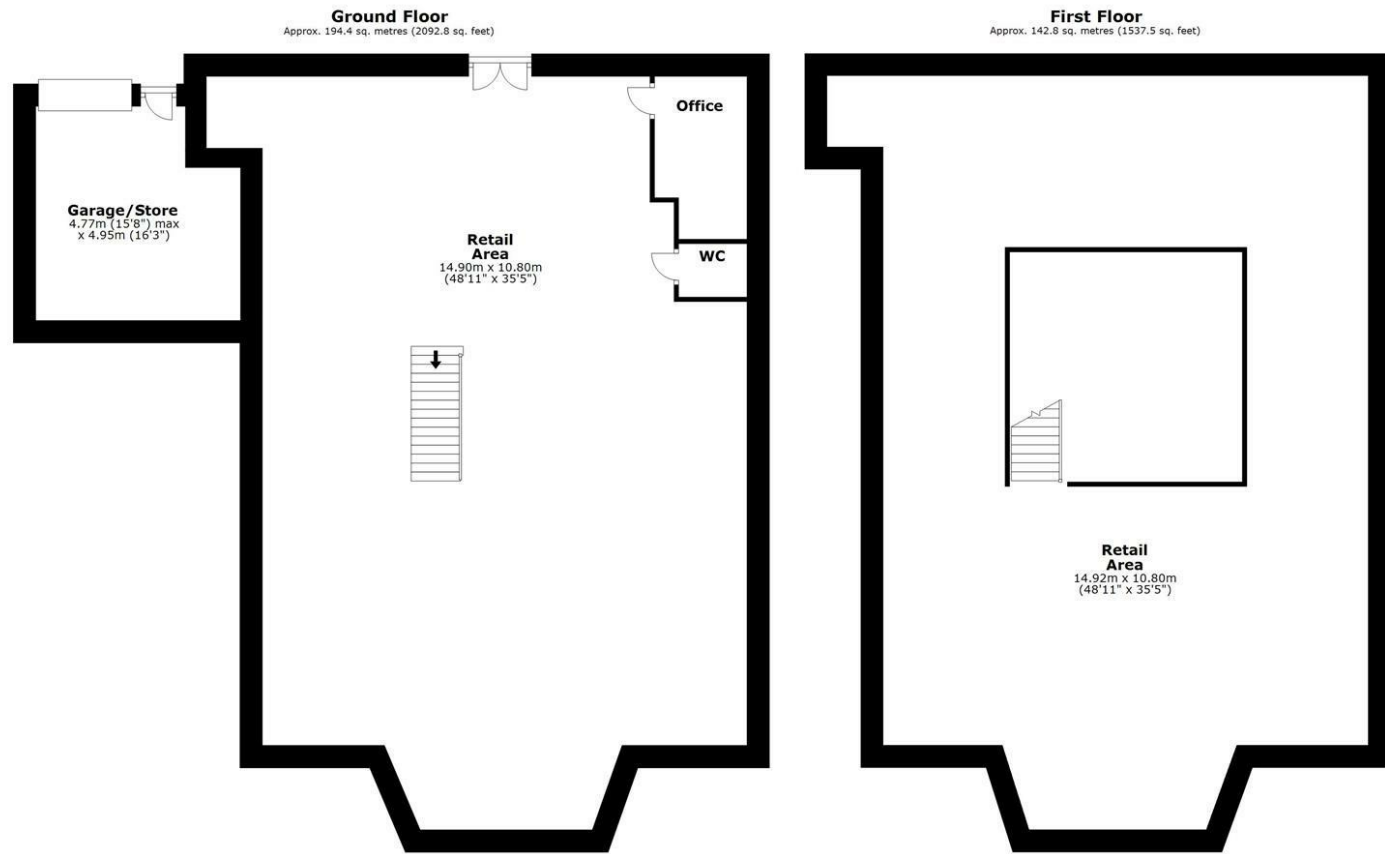 Ground Floor
Approx. 194.4 sq. metres (2092.8 sq. feet)
Office
Garage/Store
4.77m (15'8") max
x 4.95m (16'3")
Retail
Area
14.90m x 10.80m
(48'11" x 35'5")
WC
First Floor
Approx. 142.8 sq. metres (1537.5 sq. feet)
Retail
Area
14.92m x 10.80m
(48'11" x 35'5")